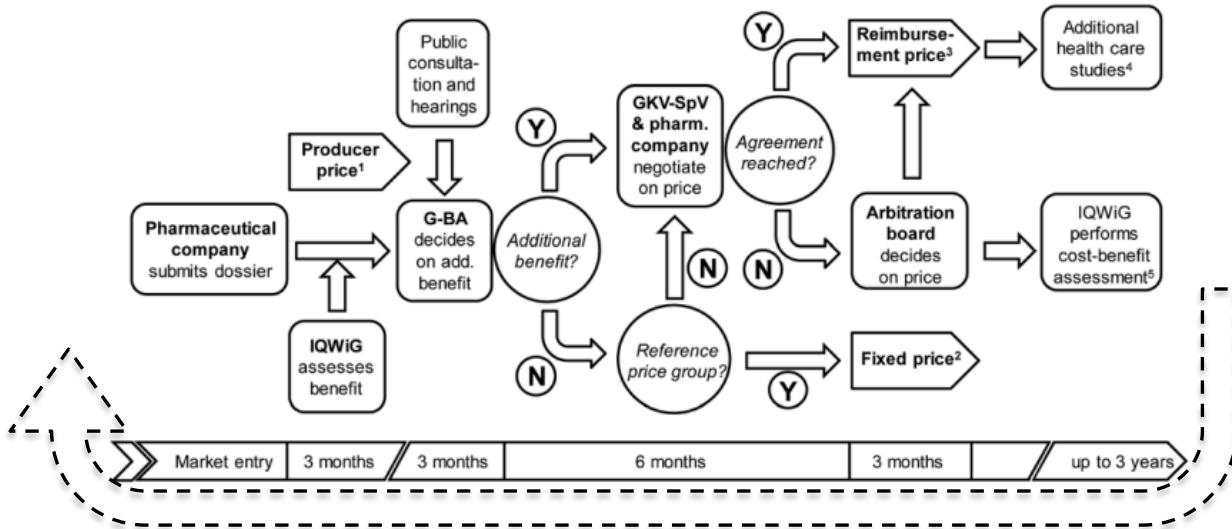 Public
consulta-
tion and
hearings
Producer
price¹
Pharmaceutical
company
submits dossier
IQWiG
assesses
benefit
G-BA
decides
on add.
benefit
Additional
benefit?
Y
N
GKV-SpV
& pharm.
company
negotiate
on price
N
Reference
price group?
Y
Fixed price²
Agreement
reached?
Y
N
Reimburse-
ment price³
Additional
health care
studies⁴
Arbitration
board
decides
on price
IQWiG
performs
cost-benefit
assessment⁵
Market entry
3 months
3 months
6 months
3 months
up to 3 years